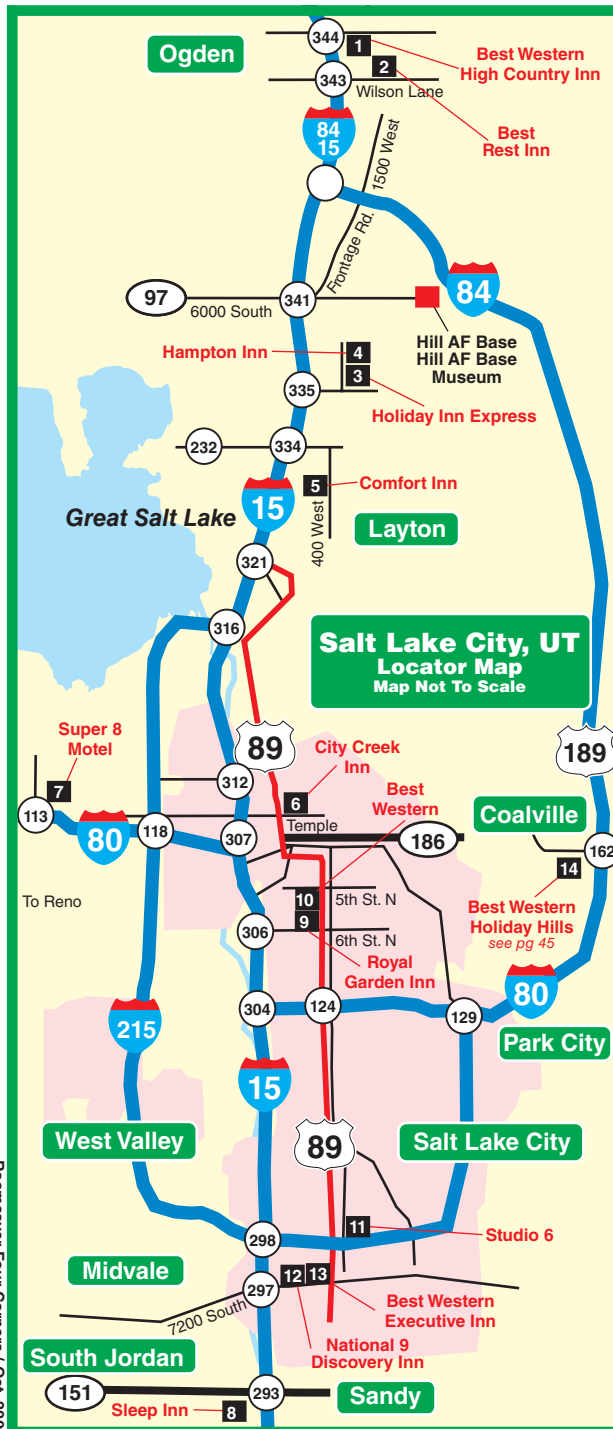 Ogden
344
1
Best Western
High Country Inn
2
343
Wilson Lane
Best
Rest Inn
84
15
1500 West
Frontage Rd.
84
97
6000 South
341
Hill AF Base
Hill AF Base
Museum
Hampton Inn
4
3
335
Holiday Inn Express
232
334
5
Comfort Inn
400 West
15
Great Salt Lake
Layton
321
316
Salt Lake City, UT
Locator Map
Map Not To Scale
Super 8
Motel
7
89
City Creek
Inn
189
312
6
Best
Western
Coalville
113
80
118
307
Temple
186
162
14
To Reno
10
5th St. N
Best Western
Holiday Hills
see pg 45
9
306
6th St. N
Royal
Garden Inn
80
304
124
129
215
Park City
15
West Valley
89
Salt Lake City
11
Studio 6
298
Midvale
12
13
297
7200 South
Best Western
Executive Inn
National 9
Discovery Inn
South Jordan
151
293
Sandy
Sleep Inn
8